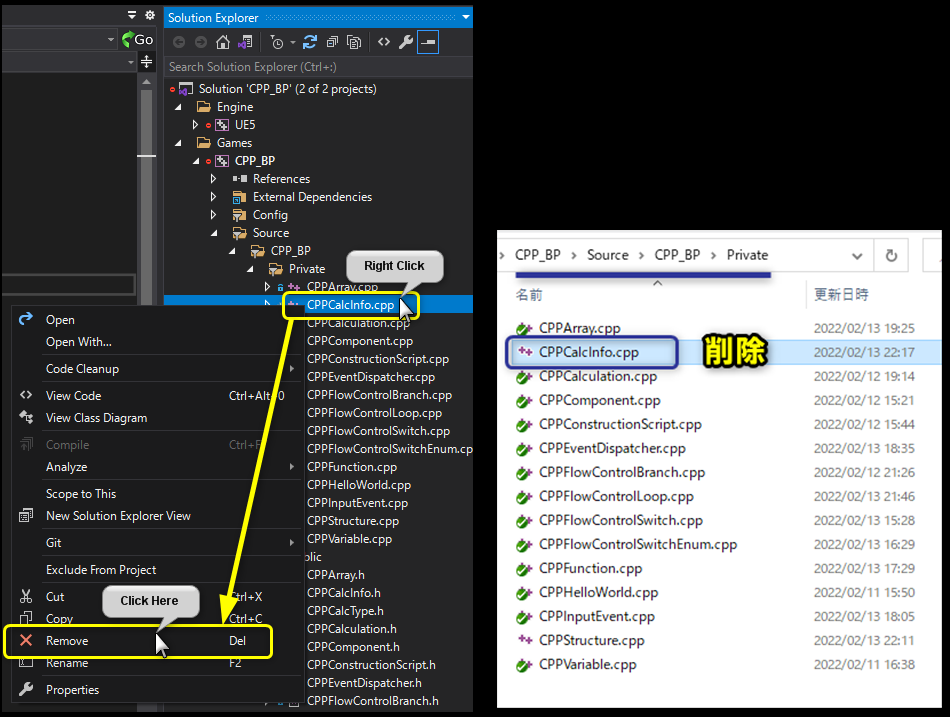 Go
Solution Explorer
Search Solution Explorer (Ctrl+:)
Solution 'CPP_BP' (2 of 2 projects)
Engine
UE5
Games
CPP_BP
References
External Dependencies
Config
Source
CPP_BP
Private
Right Click
CPPArray.cpp
CPPCalcInfo.cpp
CPPCalculation.cpp
CPPComponent.cpp
CPPConstructionScript.cpp
CPPEventDispatcher.cpp
CPPFlowControlBranch.cpp
CPPFlowControlLoop.cpp
CPPFlowControlSwitch.cpp
CPPFlowControlSwitchEnum.cp
CPPFunction.cpp
CPPHelloWorld.cpp
CPPInputEvent.cpp
CPPStructure.cpp
CPPVariable.cpp
blic
CPPArray.h
CPPCalcInfo.h
CPPCalcType.h
CPPCalculation.h
CPPComponent.h
CPPConstructionScript.h
CPPEventDispatcher.h
CPPFlowControlBranch.h
Open
Open With...
Code Cleanup
View Code Ctrl+Alt+0
View Class Diagram
Compile Ctrl+F
Analyze
Scope to This
New Solution Explorer View
Git
Exclude From Project
Cut Ctrl+X
Click Here
Copy Ctrl+C
Remove Del
Rename F2
Properties
CPP_BP > Source > CPP_BP > Private
名前 更新日時
CPPArray.cpp 2022/02/13 19:25
CPPCalcInfo.cpp 削除 2022/02/13 22:17
CPPCalculation.cpp 2022/02/12 19:14
CPPComponent.cpp 2022/02/12 15:21
CPPConstructionScript.cpp 2022/02/12 15:44
CPPEventDispatcher.cpp 2022/02/13 18:35
CPPFlowControlBranch.cpp 2022/02/12 21:26
CPPFlowControlLoop.cpp 2022/02/13 21:46
CPPFlowControlSwitch.cpp 2022/02/13 15:28
CPPFlowControlSwitchEnum.cpp 2022/02/13 16:29
CPPFunction.cpp 2022/02/13 17:29
CPPHelloWorld.cpp 2022/02/11 15:50
CPPInputEvent.cpp 2022/02/13 18:05
CPPStructure.cpp 2022/02/13 22:11
CPPVariable.cpp 2022/02/11 16:38